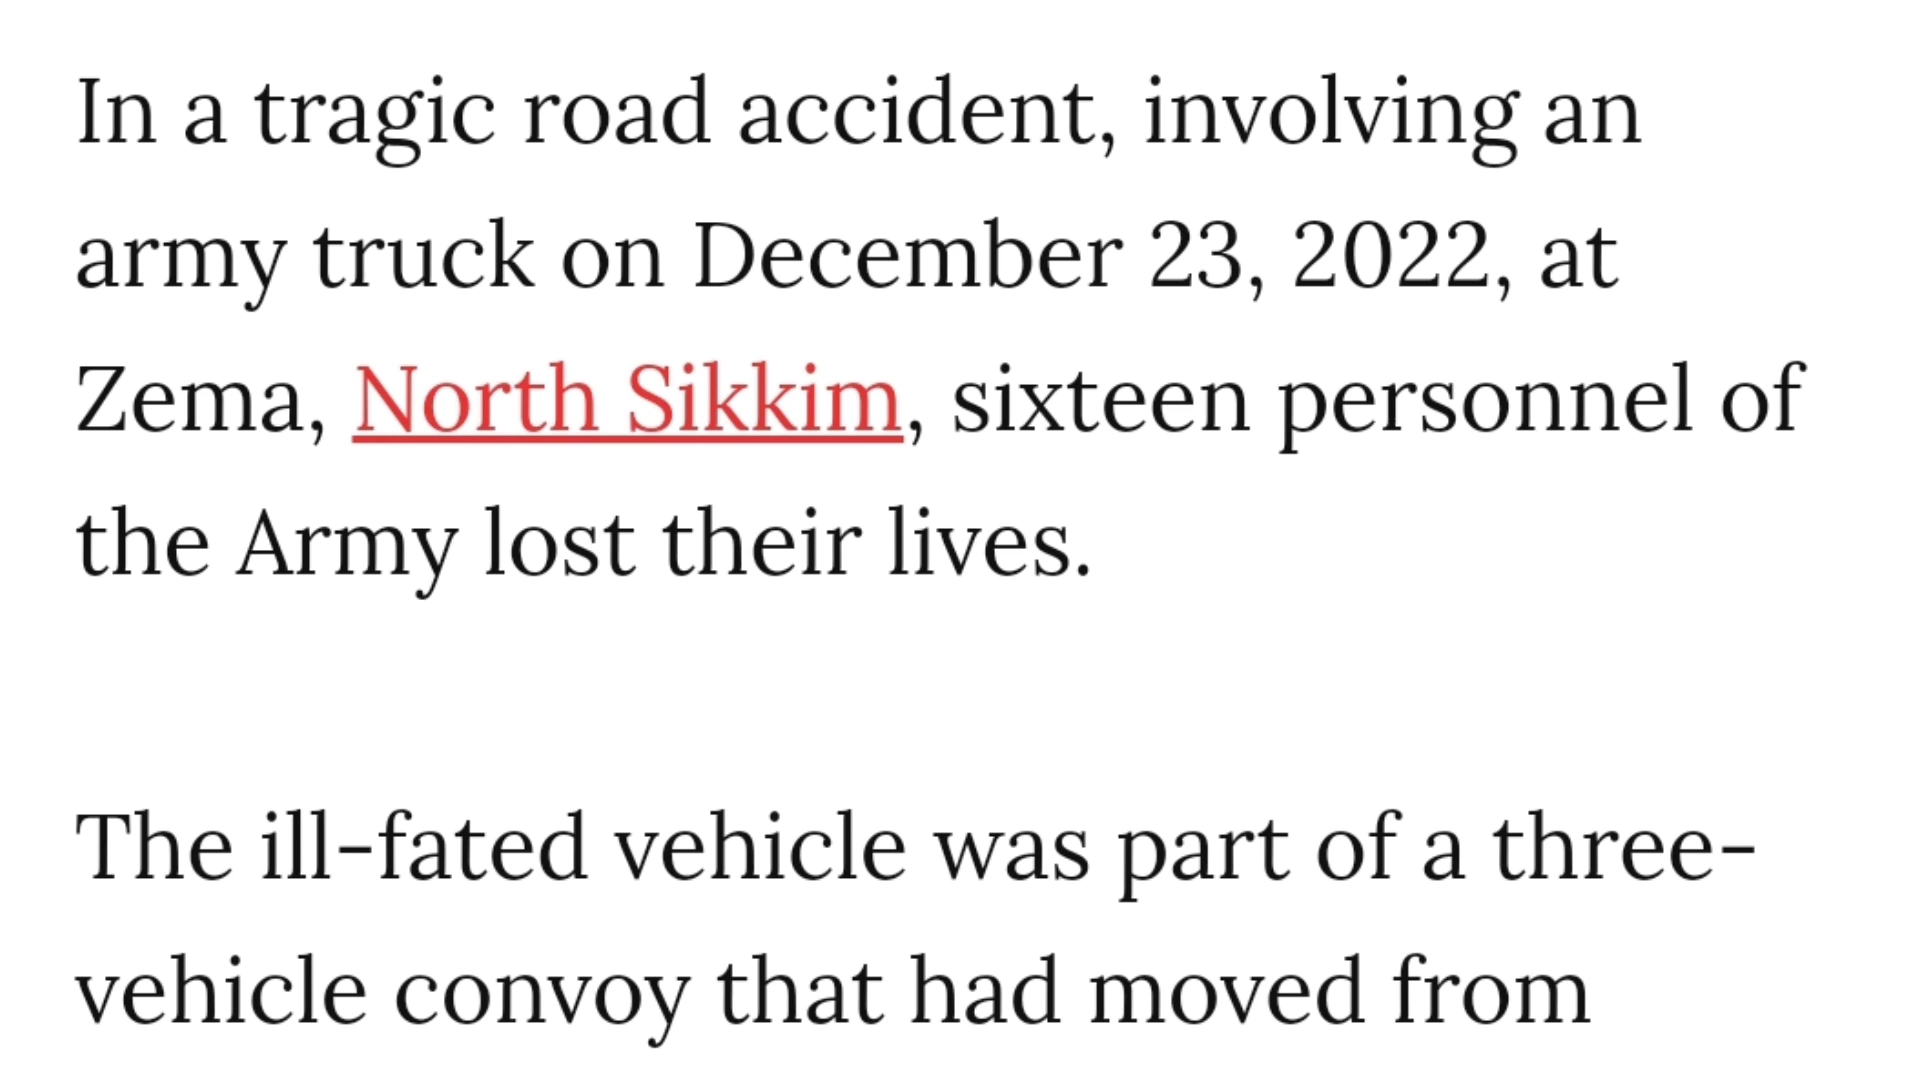 In a tragic road accident, involving an
army truck on December 23, 2022, at
Zema, North Sikkim, sixteen personnel of
the Army lost their lives.
The ill-fated vehicle was part of a three-
vehicle convoy that had moved from